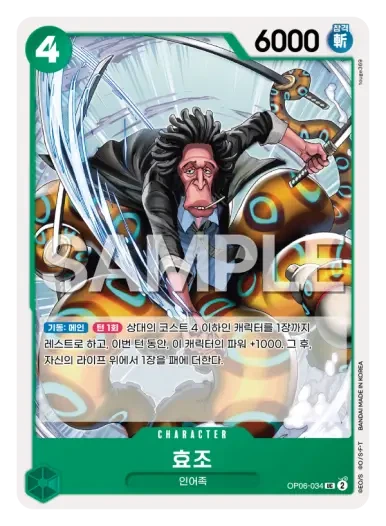 4
6000
참격
斬
SAMPLE
기동: 메인 턴 1회 상대의 코스트 4 이하인 캐릭터를 1장까지
레스트로 하고, 이번 턴 동안, 이 캐릭터의 파워 +1000. 그 후,
자신의 라이프 위에서 1장을 패에 더한다.
CHARACTER
효조
인어족
OP06-034 UC 2
©E.O/S ©O/S·F·T BANDAI MADE IN KOREA